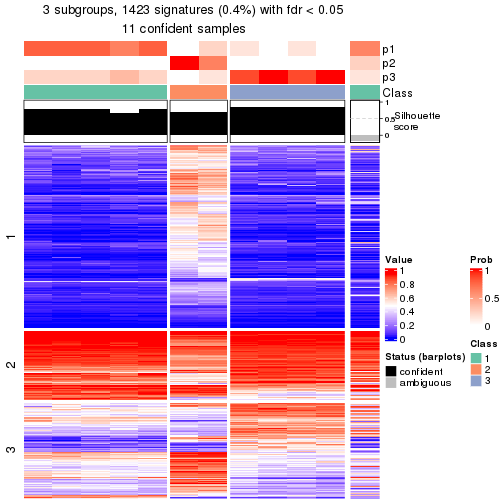 3 subgroups, 1423 signatures (0.4%) with fdr < 0.05
11 confident samples
p1
p2
p3
Class
1
0.5
0
Silhouette
score
1
2
3
Value
1
0.8
0.6
0.4
0.2
0
Prob
1
0.5
0
Status (barplots)
confident
ambiguous
Class
1
2
3